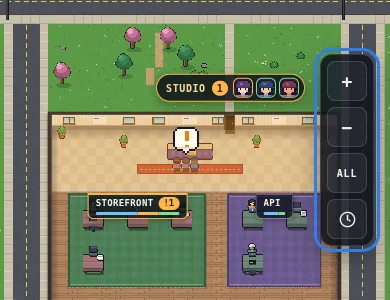 STUDIO 1
+
−
ALL
!
STOREFRONT !1
API